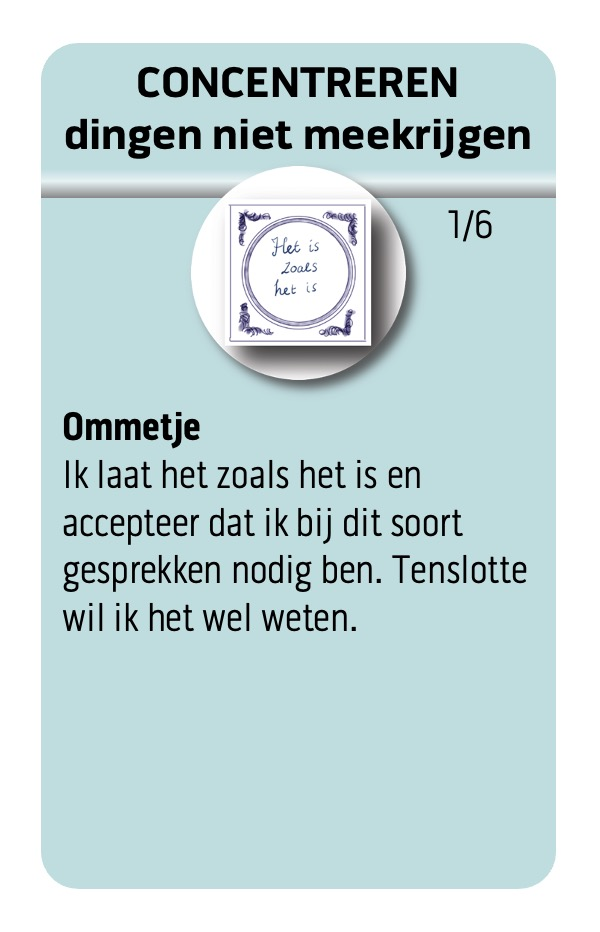 CONCENTREREN
dingen niet meekrijgen
1/6
Het is
zoals
het is
Ommetje
Ik laat het zoals het is en
accepteer dat ik bij dit soort
gesprekken nodig ben. Tenslotte
wil ik het wel weten.